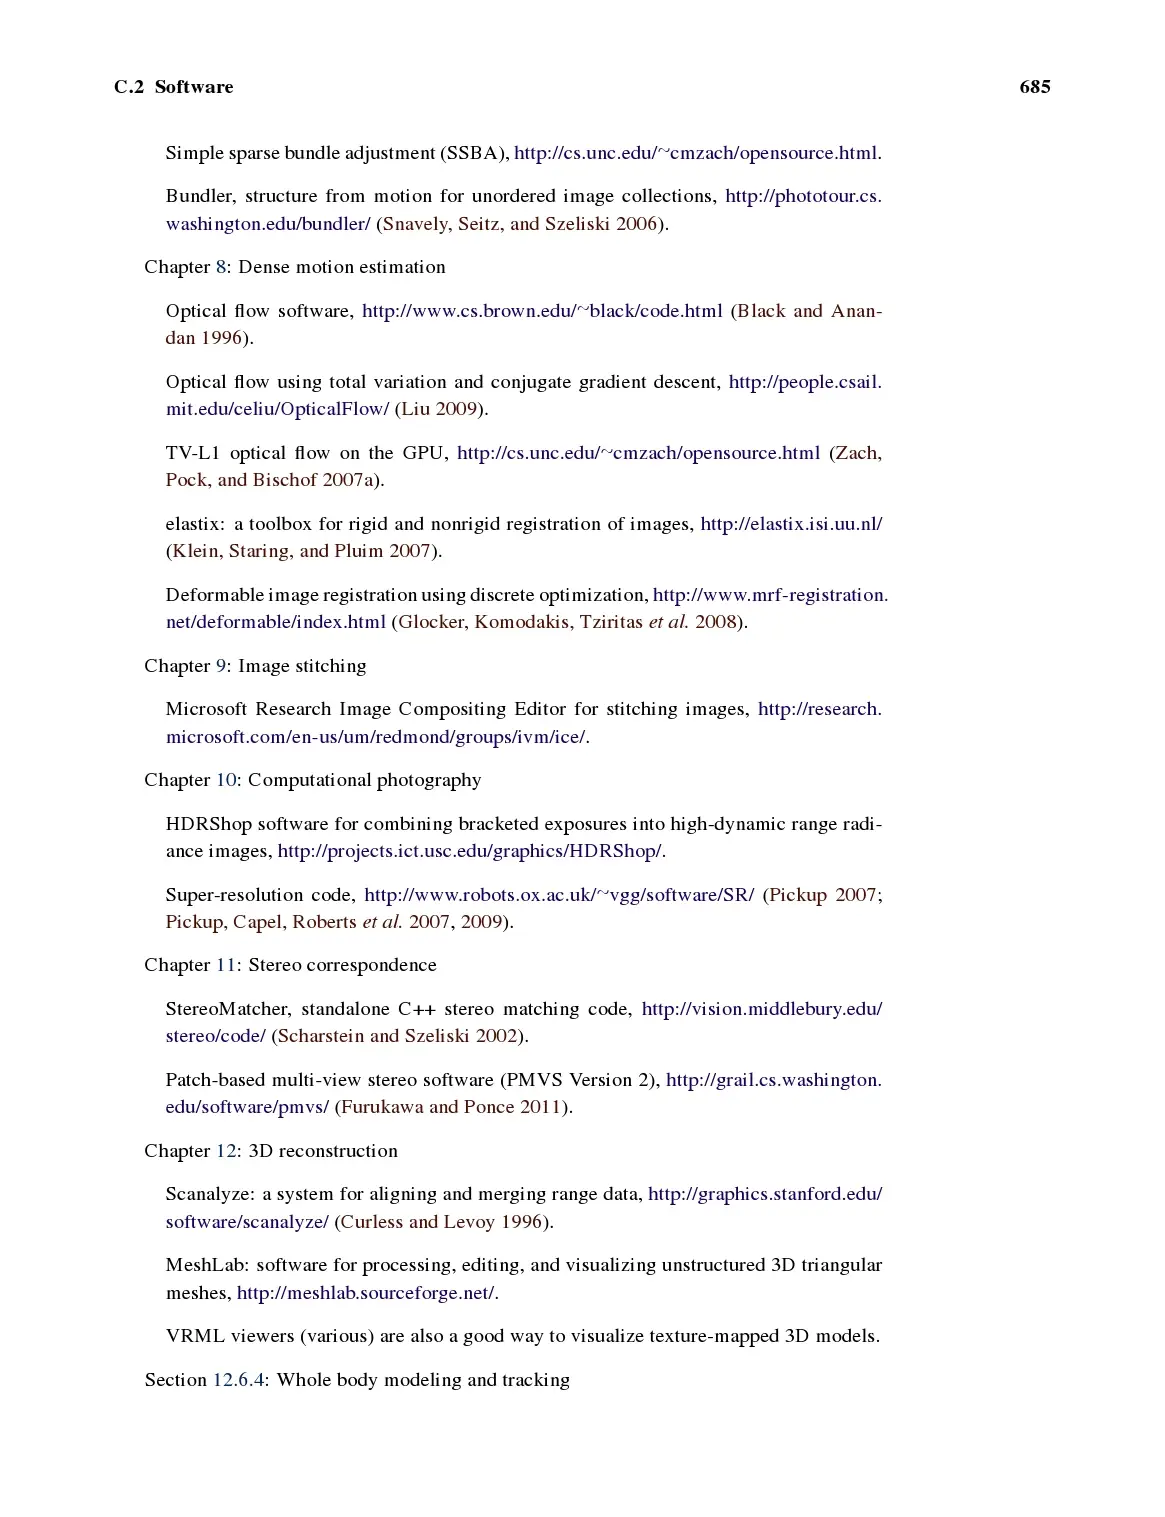 C.2 Software 685
Simple sparse bundle adjustment (SSBA), http://cs.unc.edu/~cmzach/opensource.html.
Bundler, structure from motion for unordered image collections, http://phototour.cs.
washington.edu/bundler/ (Snavely, Seitz, and Szeliski 2006).
Chapter 8: Dense motion estimation
Optical flow software, http://www.cs.brown.edu/~black/code.html (Black and Anan-
dan 1996).
Optical flow using total variation and conjugate gradient descent, http://people.csail.
mit.edu/celiu/OpticalFlow/ (Liu 2009).
TV-L1 optical flow on the GPU, http://cs.unc.edu/~cmzach/opensource.html (Zach,
Pock, and Bischof 2007a).
elastix: a toolbox for rigid and nonrigid registration of images, http://elastix.isi.uu.nl/
(Klein, Staring, and Pluim 2007).
Deformable image registration using discrete optimization, http://www.mrf-registration.
net/deformable/index.html (Glocker, Komodakis, Tziritas et al. 2008).
Chapter 9: Image stitching
Microsoft Research Image Compositing Editor for stitching images, http://research.
microsoft.com/en-us/um/redmond/groups/ivm/ice/.
Chapter 10: Computational photography
HDRShop software for combining bracketed exposures into high-dynamic range radi-
ance images, http://projects.ict.usc.edu/graphics/HDRShop/.
Super-resolution code, http://www.robots.ox.ac.uk/~vgg/software/SR/ (Pickup 2007;
Pickup, Capel, Roberts et al. 2007, 2009).
Chapter 11: Stereo correspondence
StereoMatcher, standalone C++ stereo matching code, http://vision.middlebury.edu/
stereo/code/ (Scharstein and Szeliski 2002).
Patch-based multi-view stereo software (PMVS Version 2), http://grail.cs.washington.
edu/software/pmvs/ (Furukawa and Ponce 2011).
Chapter 12: 3D reconstruction
Scanalyze: a system for aligning and merging range data, http://graphics.stanford.edu/
software/scanalyze/ (Curless and Levoy 1996).
MeshLab: software for processing, editing, and visualizing unstructured 3D triangular
meshes, http://meshlab.sourceforge.net/.
VRML viewers (various) are also a good way to visualize texture-mapped 3D models.
Section 12.6.4: Whole body modeling and tracking